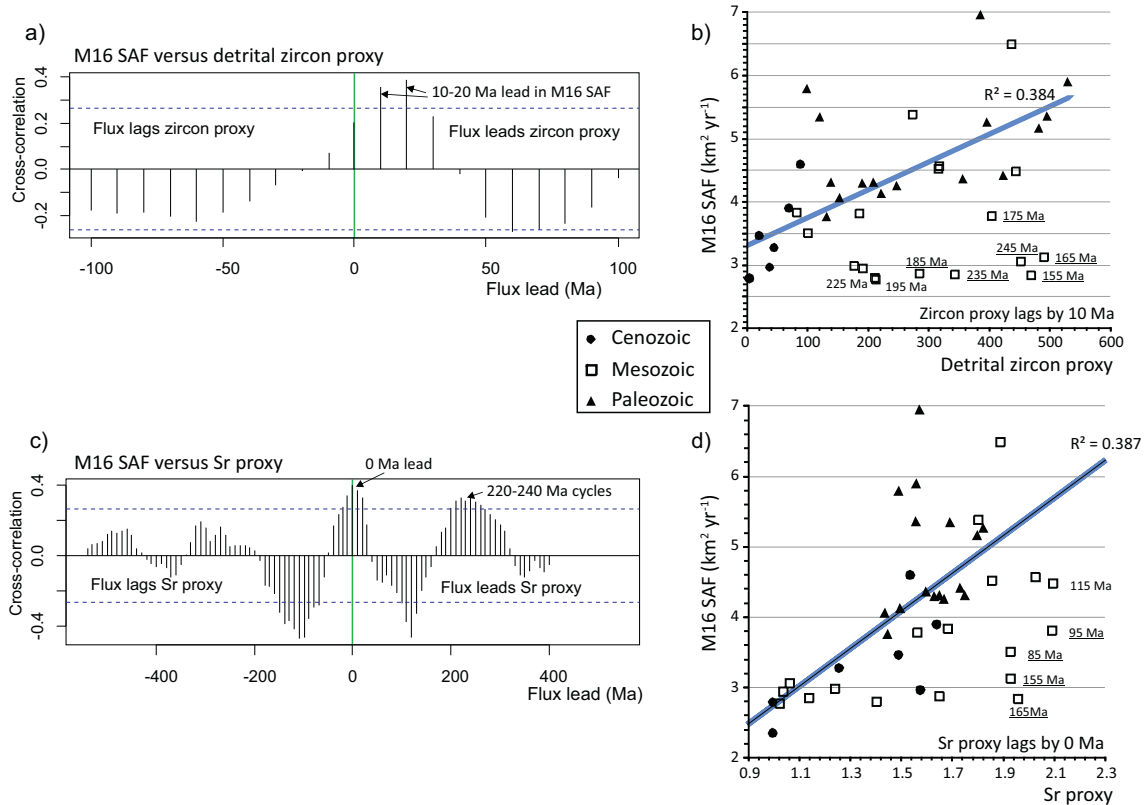 a)
M16 SAF versus detrital zircon proxy
Cross-correlation
0.4
0.2
0.0
-0.2
10-20 Ma lead in M16 SAF
Flux lags zircon proxy
Flux leads zircon proxy
-100
-50
0
50
100
Flux lead (Ma)
b)
M16 SAF (km² yr⁻¹)
7
6
5
4
3
2
R² = 0.384
175 Ma
245 Ma
165 Ma
185 Ma
235 Ma
155 Ma
225 Ma
195 Ma
Zircon proxy lags by 10 Ma
0
100
200
300
400
500
600
Detrital zircon proxy
Cenozoic
Mesozoic
Paleozoic
c)
M16 SAF versus Sr proxy
Cross-correlation
0.4
0.0
-0.4
0 Ma lead
220-240 Ma cycles
Flux lags Sr proxy
Flux leads Sr proxy
-400
-200
0
200
400
Flux lead (Ma)
d)
M16 SAF (km² yr⁻¹)
7
6
5
4
3
2
R² = 0.387
115 Ma
95 Ma
85 Ma
155 Ma
165Ma
Sr proxy lags by 0 Ma
0.9
1.1
1.3
1.5
1.7
1.9
2.1
2.3
Sr proxy